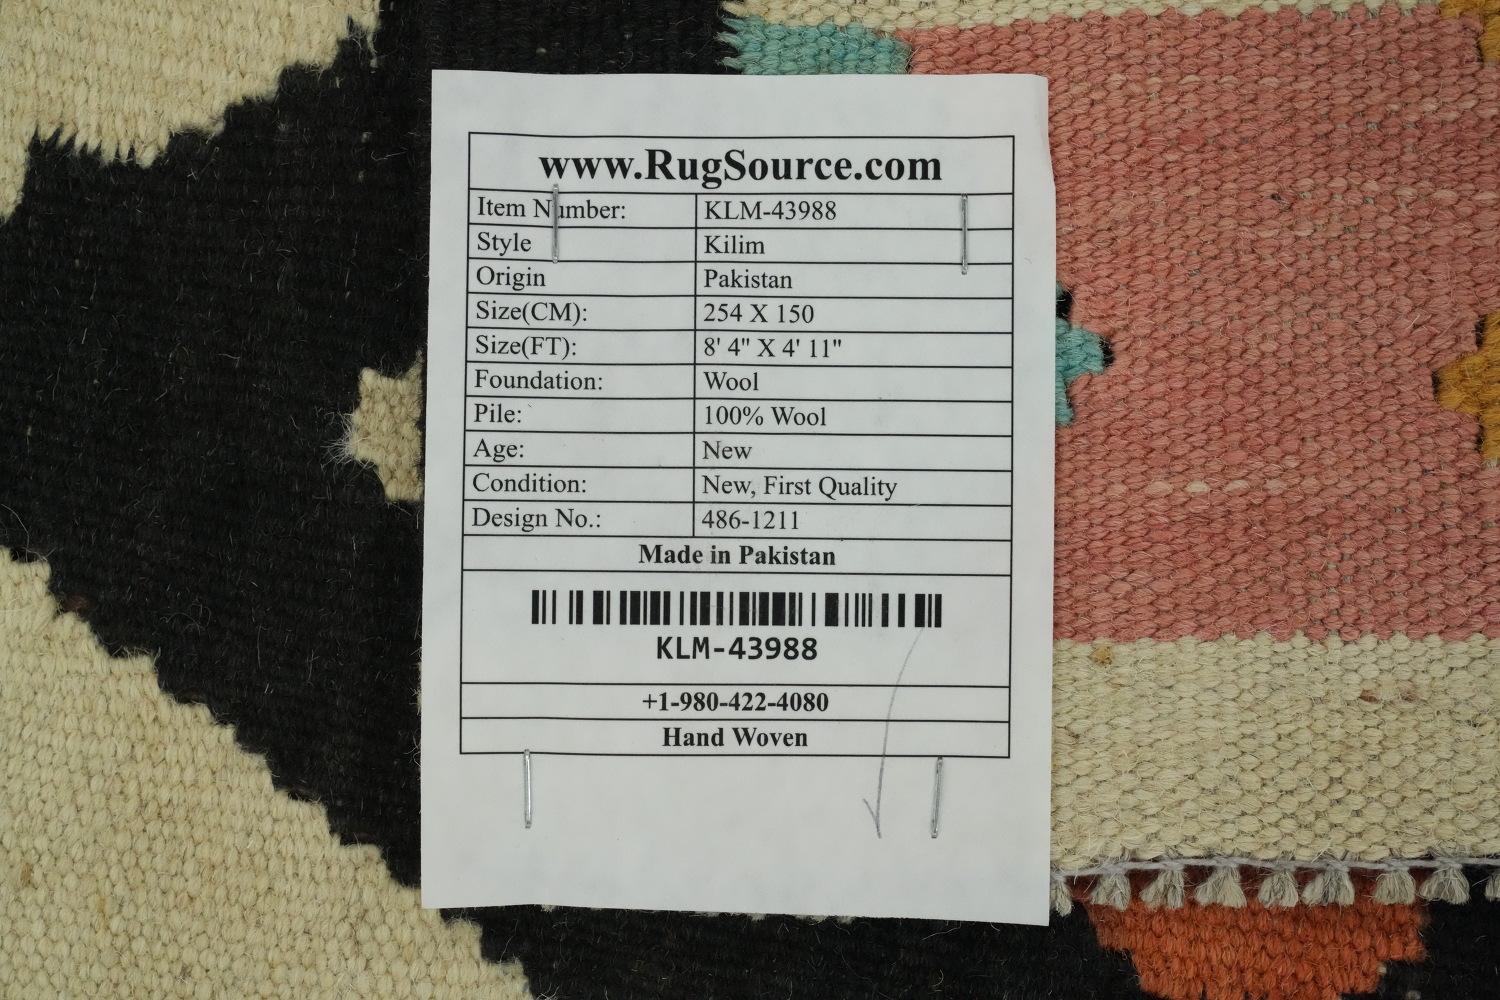 www.RugSource.com
Item Number: KLM-43988
Style Kilim
Origin Pakistan
Size(CM): 254 X 150
Size(FT): 8' 4" X 4' 11"
Foundation: Wool
Pile: 100% Wool
Age: New
Condition: New, First Quality
Design No.: 486-1211
Made in Pakistan
KLM-43988
+1-980-422-4080
Hand Woven